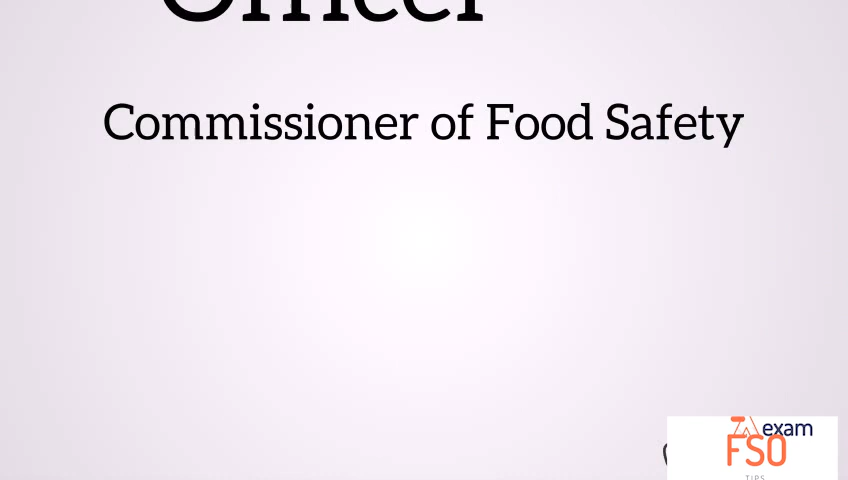 Officer
Commissioner of Food Safety
exam
FSO
TIPS